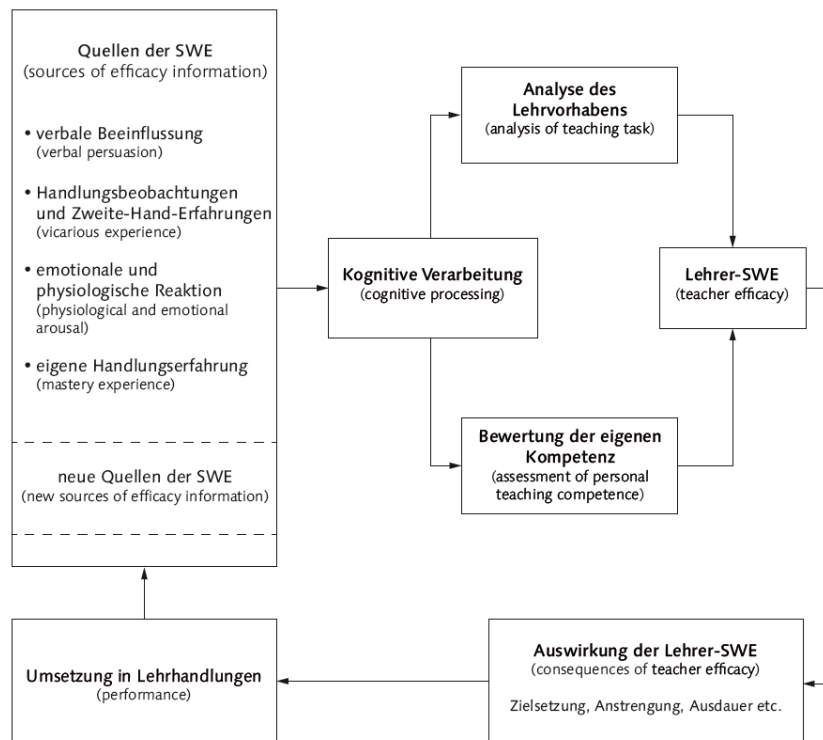 Quellen der SWE
(sources of efficacy information)
• verbale Beeinflussung
(verbal persuasion)
• Handlungsbeobachtungen
und Zweite-Hand-Erfahrungen
(vicarious experience)
• emotionale und
physiologische Reaktion
(physiological and emotional
arousal)
• eigene Handlungserfahrung
(mastery experience)
neue Quellen der SWE
(new sources of efficacy information)
Kognitive Verarbeitung
(cognitive processing)
Analyse des
Lehrvorhabens
(analysis of teaching task)
Bewertung der eigenen
Kompetenz
(assessment of personal
teaching competence)
Lehrer-SWE
(teacher efficacy)
Auswirkung der Lehrer-SWE
(consequences of teacher efficacy)
Zielsetzung, Anstrengung, Ausdauer etc.
Umsetzung in Lehrhandlungen
(performance)